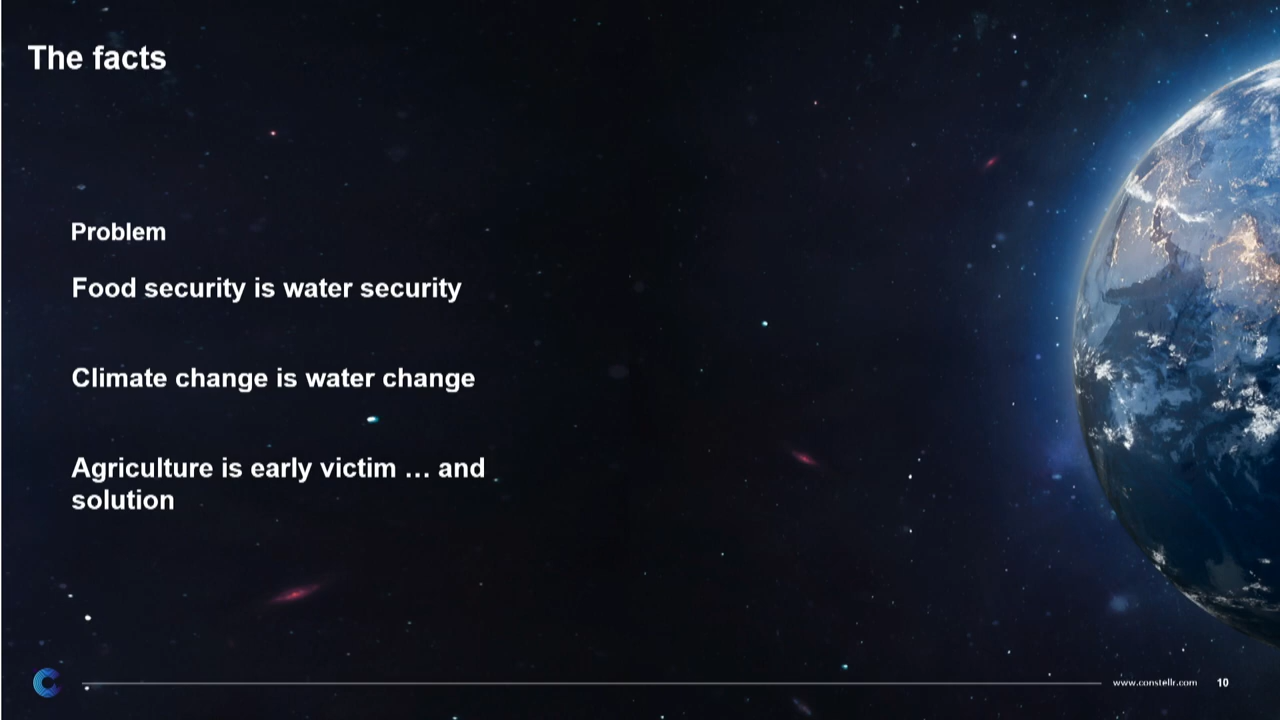 The facts
Problem
Food security is water security
Climate change is water change
Agriculture is early victim … and
solution
www.constellr.com 10